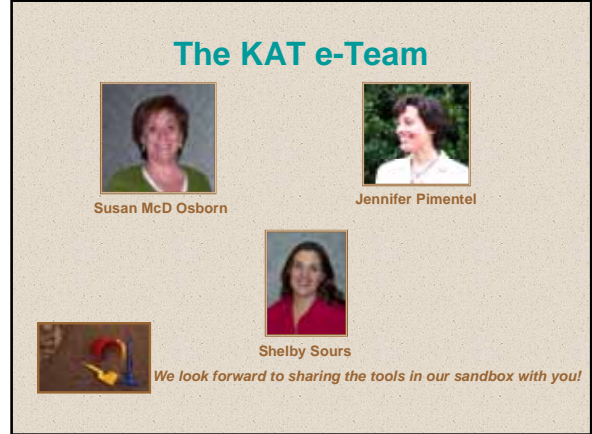 The KAT e-Team
Susan McD Osborn
Jennifer Pimentel
Shelby Sours
We look forward to sharing the tools in our sandbox with you!